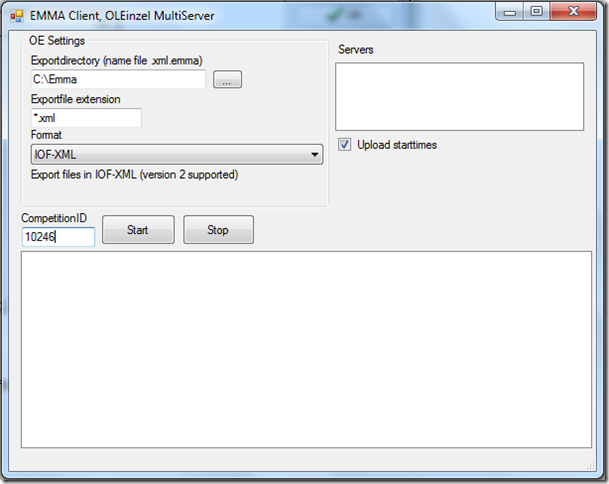 EMMA Client, OLEinzel MultiServer
OE Settings
Exportdirectory (name file .xml.emma)
C:\Emma
...
Exportfile extension
*.xml
Format
IOF-XML
Export files in IOF-XML (version 2 supported)
Servers
Upload starttimes
CompetitionID
10246
Start
Stop